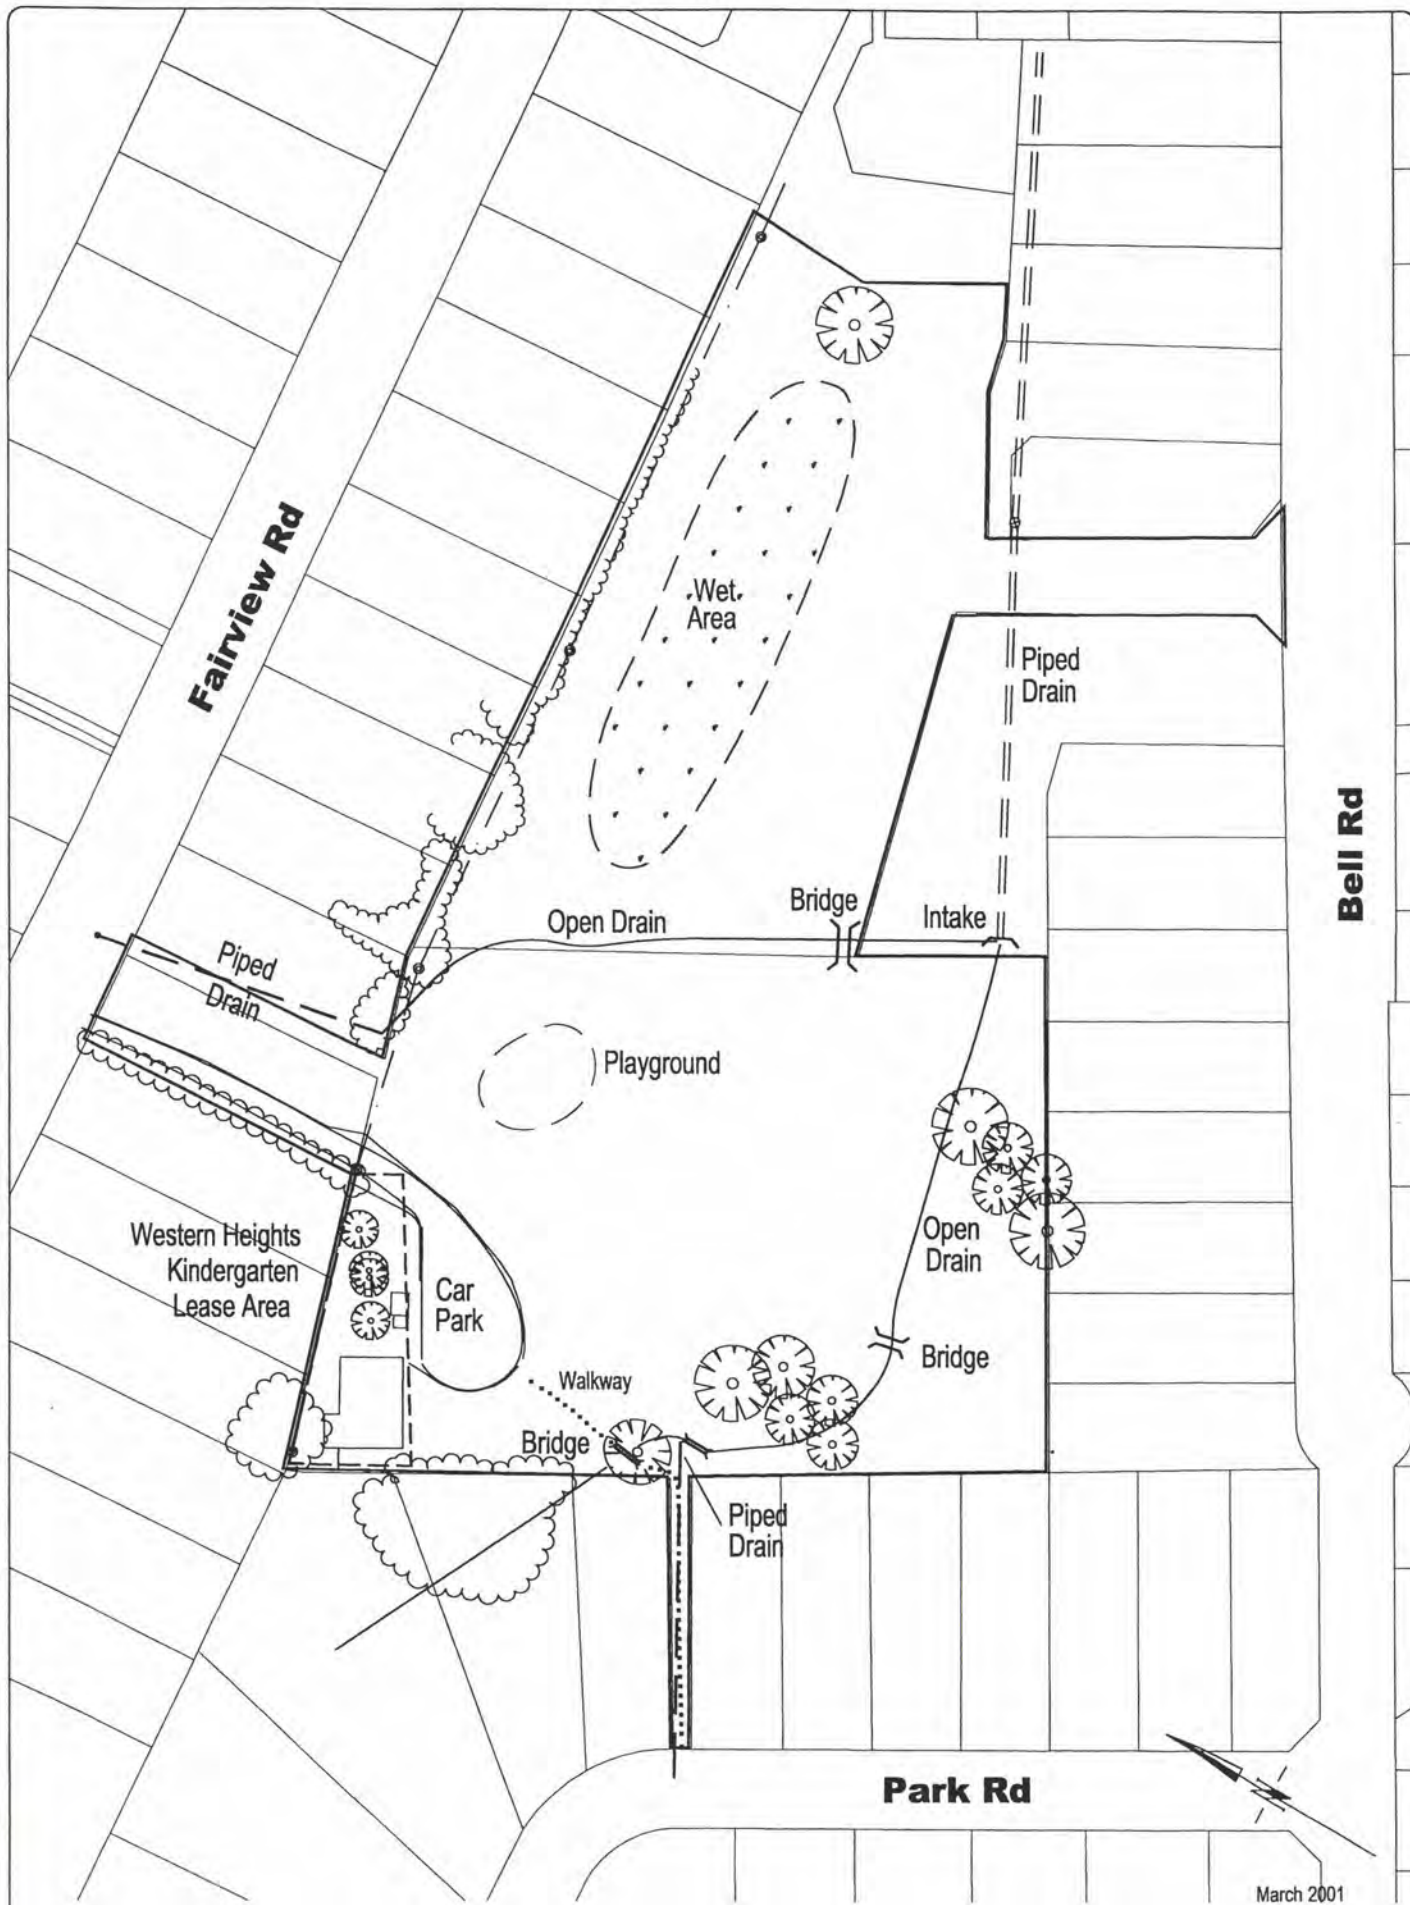 Fairview Rd
Wet
Area
Piped
Drain
Bell Rd
Bridge
Intake
Open Drain
Piped
Drain
Playground
Western Heights
Kindergarten
Lease Area
Car
Park
Open
Drain
Bridge
Walkway
Bridge
Piped
Drain
Park Rd
N
March 2001